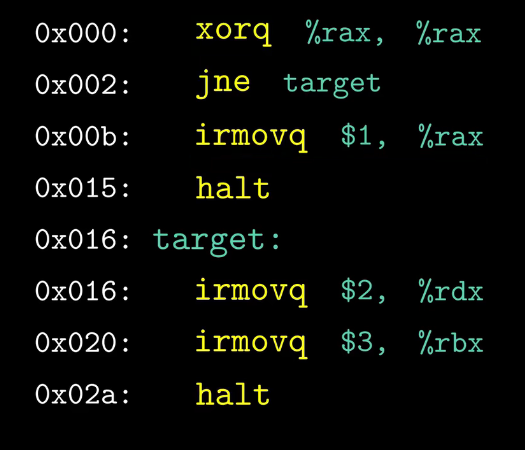 0x000: xorq %rax, %rax
0x002: jne target
0x00b: irmovq $1, %rax
0x015: halt
0x016: target:
0x016: irmovq $2, %rdx
0x020: irmovq $3, %rbx
0x02a: halt